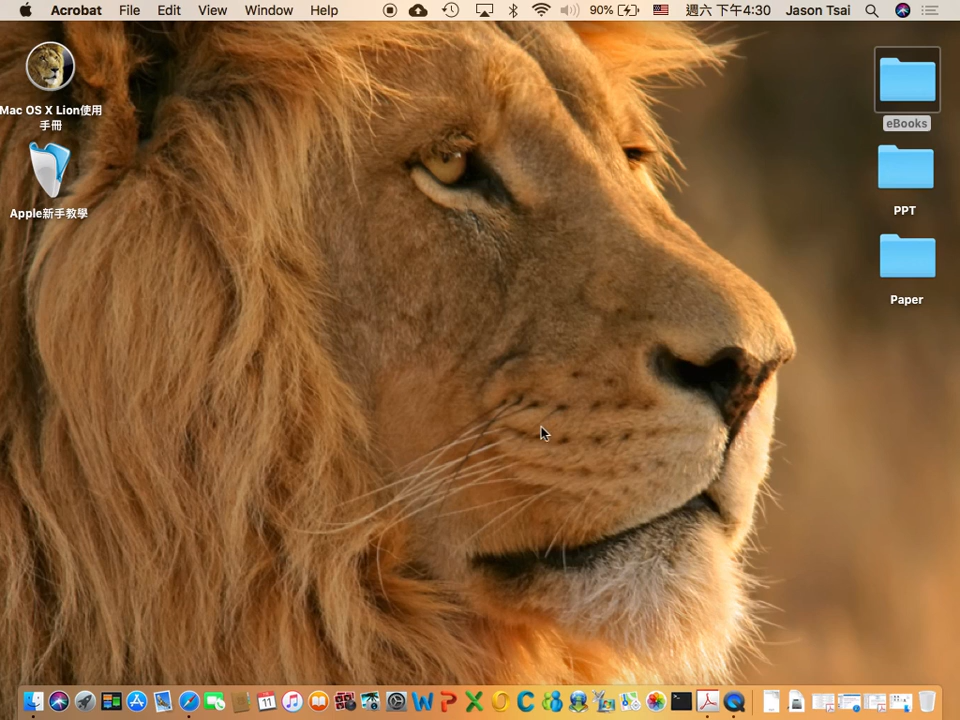 Acrobat File Edit View Window Help 90% 週六 下午4:30 Jason Tsai
Mac OS X Lion使用
手冊
Apple新手教學
eBooks
PPT
Paper
11